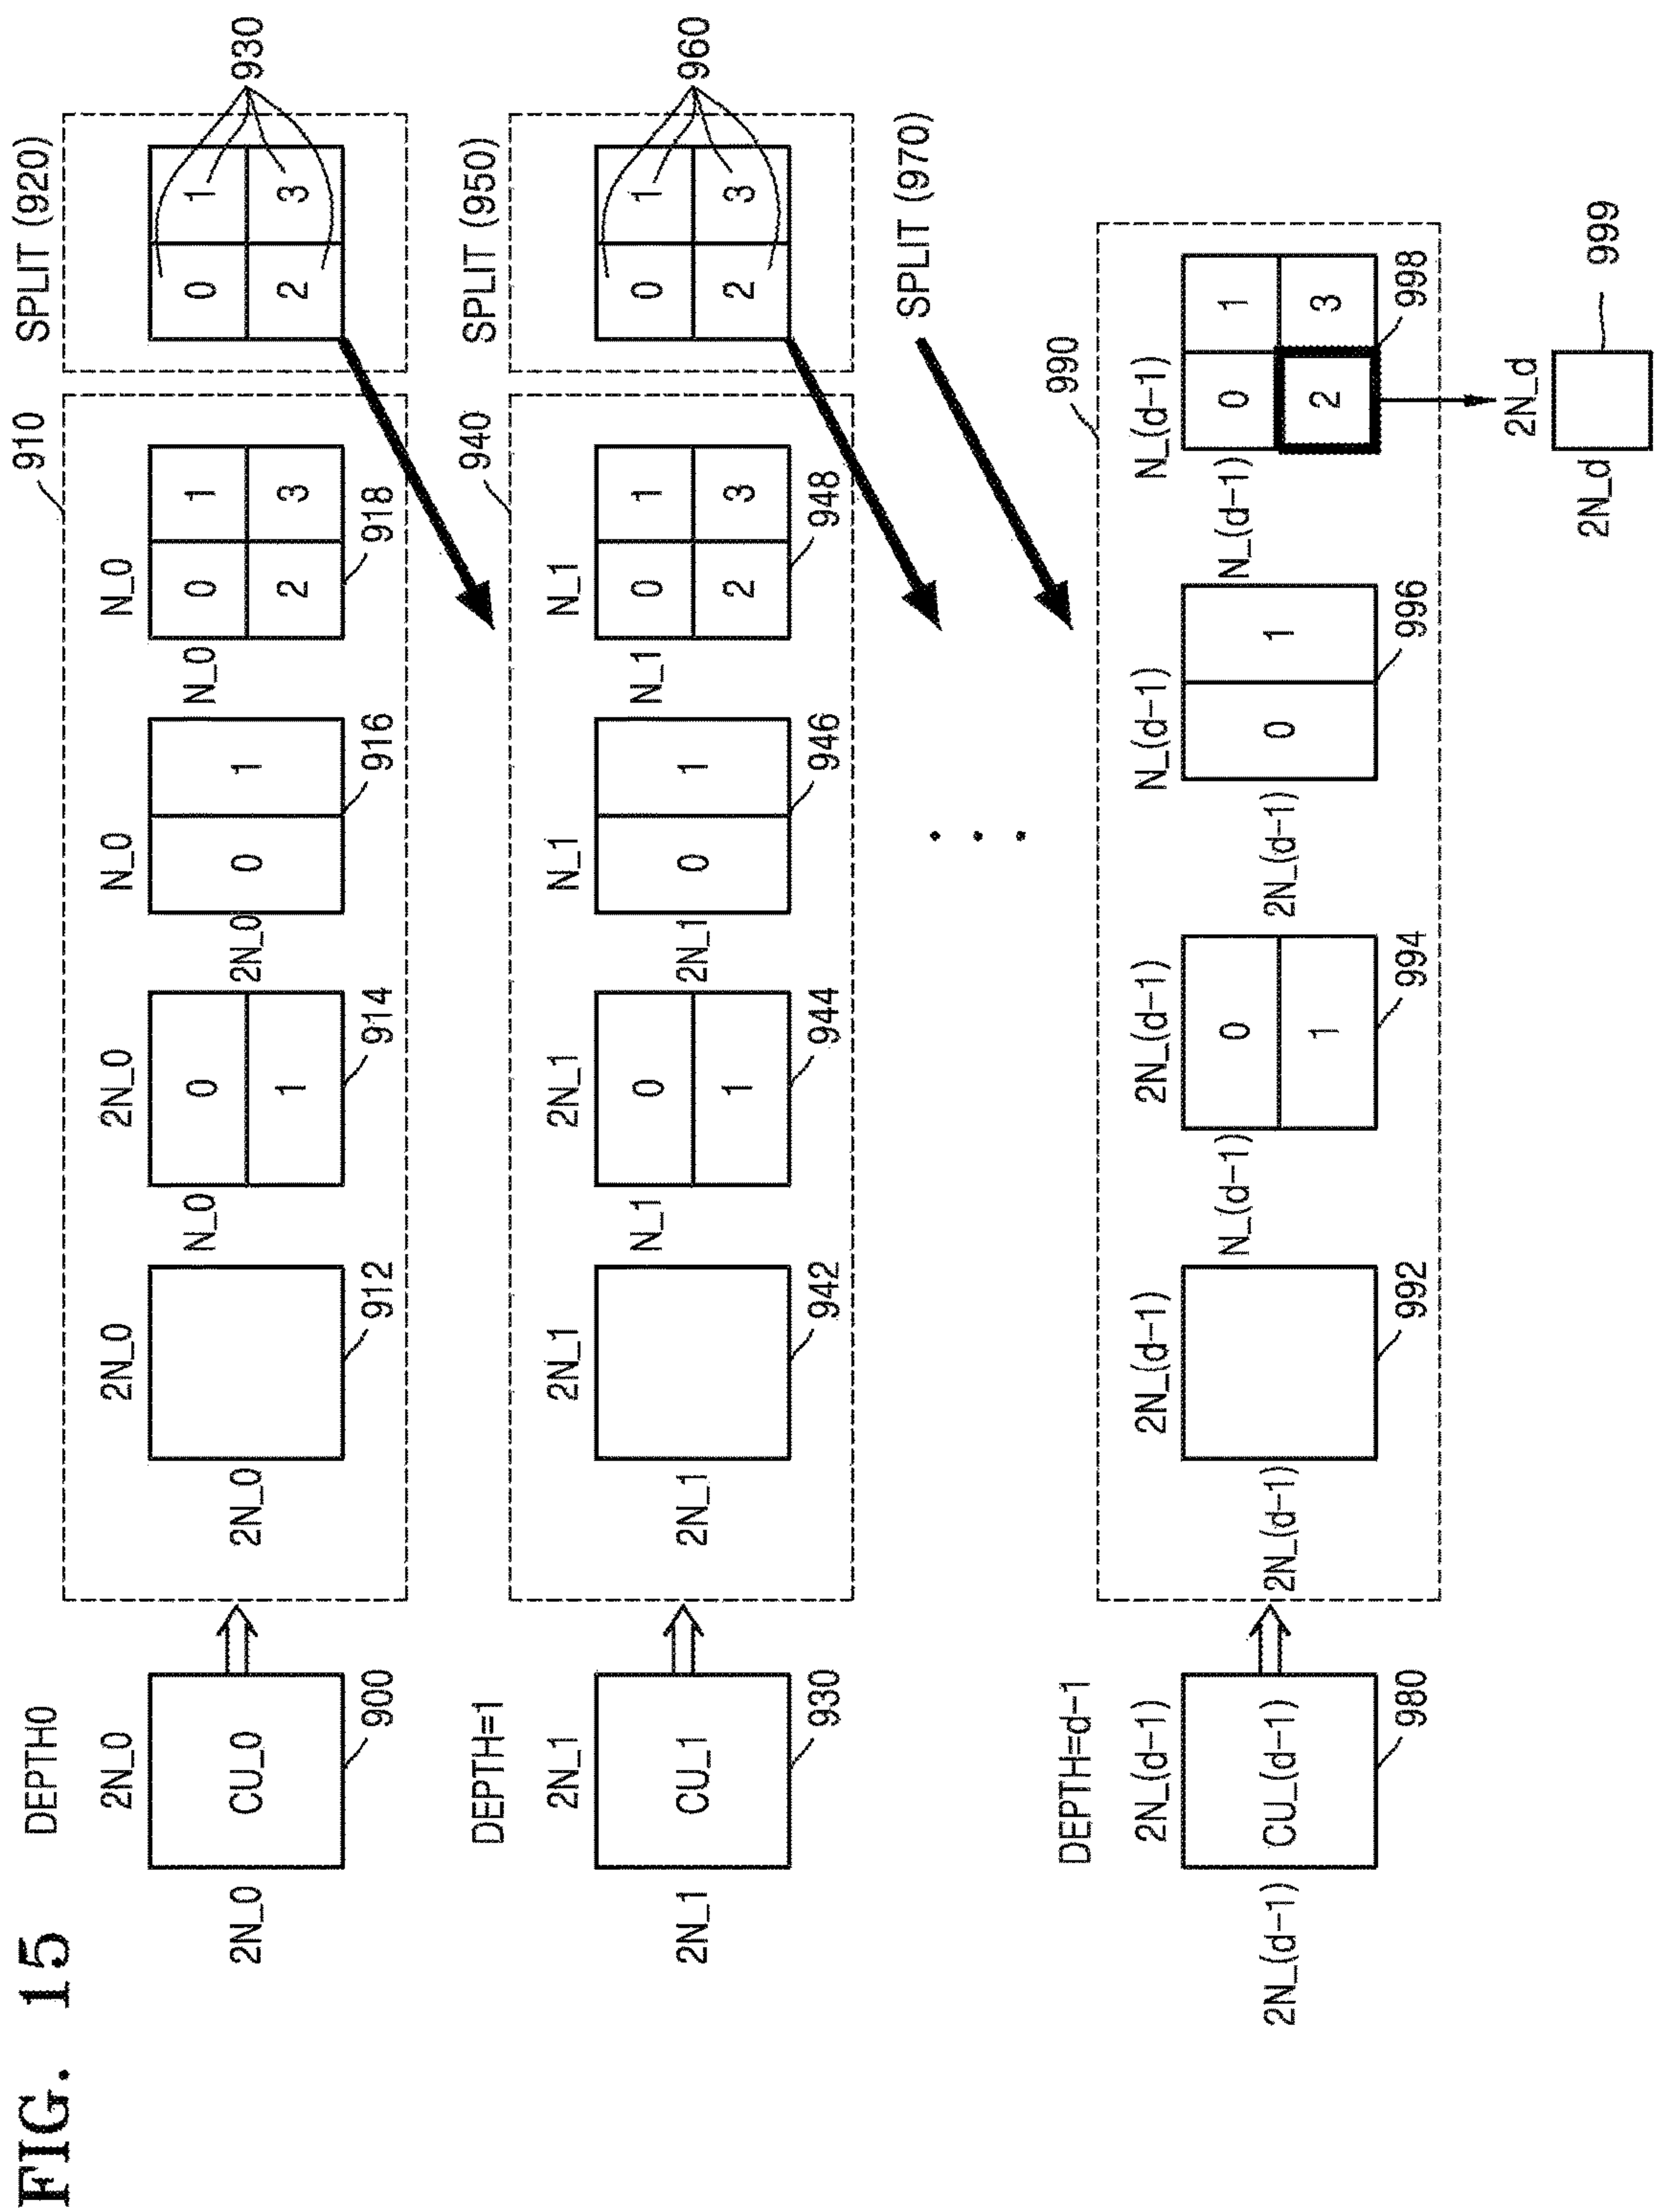 FIG. 15
DEPTH0
910
SPLIT (920)
2N_0
2N_0
2N_0
N_0
N_0
930
2N_0
CU_0
2N_0
N_0
0
1
2N_0
0
1
N_0
0
1
2
3
0
1
2
3
900
912
914
916
918
DEPTH=1
940
SPLIT (950)
2N_1
2N_1
2N_1
N_1
N_1
960
2N_1
CU_1
2N_1
N_1
0
1
2N_1
0
1
N_1
0
1
2
3
0
1
2
3
930
942
944
946
948
SPLIT (970)
DEPTH=d-1
990
2N_(d-1)
2N_(d-1)
2N_(d-1)
N_(d-1)
N_(d-1)
2N_(d-1)
CU_(d-1)
2N_(d-1)
N_(d-1)
0
1
2N_(d-1)
0
1
N_(d-1)
0
1
2
3
980
992
994
996
998
2N_d
2N_d
999